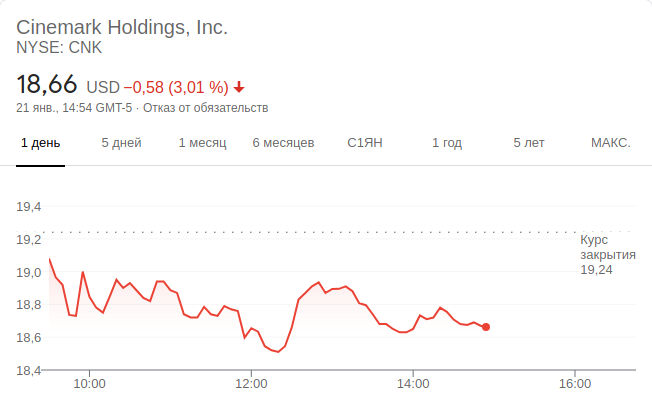 Cinemark Holdings, Inc.
NYSE: CNK
18,66 USD −0,58 (3,01 %)
21 янв., 14:54 GMT-5 · Отказ от обязательств
1 день 5 дней 1 месяц 6 месяцев С1ЯН 1 год 5 лет МАКС.
19,4
19,2
19,0
18,8
18,6
18,4
Курс
закрытия
19,24
10:00 12:00 14:00 16:00